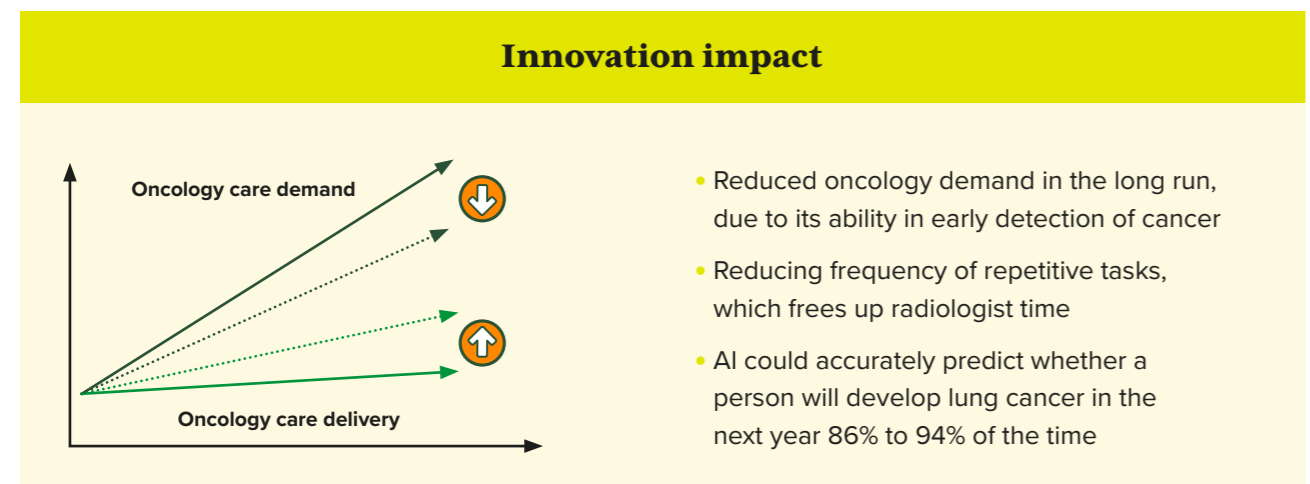 Innovation impact
Oncology care demand
Oncology care delivery
• Reduced oncology demand in the long run,
due to its ability in early detection of cancer
• Reducing frequency of repetitive tasks,
which frees up radiologist time
• AI could accurately predict whether a
person will develop lung cancer in the
next year 86% to 94% of the time